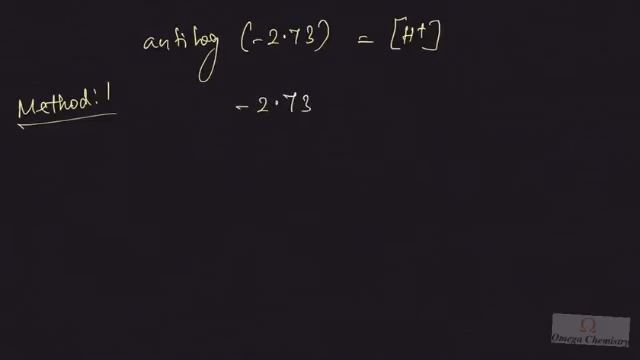 antilog (-2.73) = [H+]
Method: 1
-2.73
Ω
Omega Chemistry